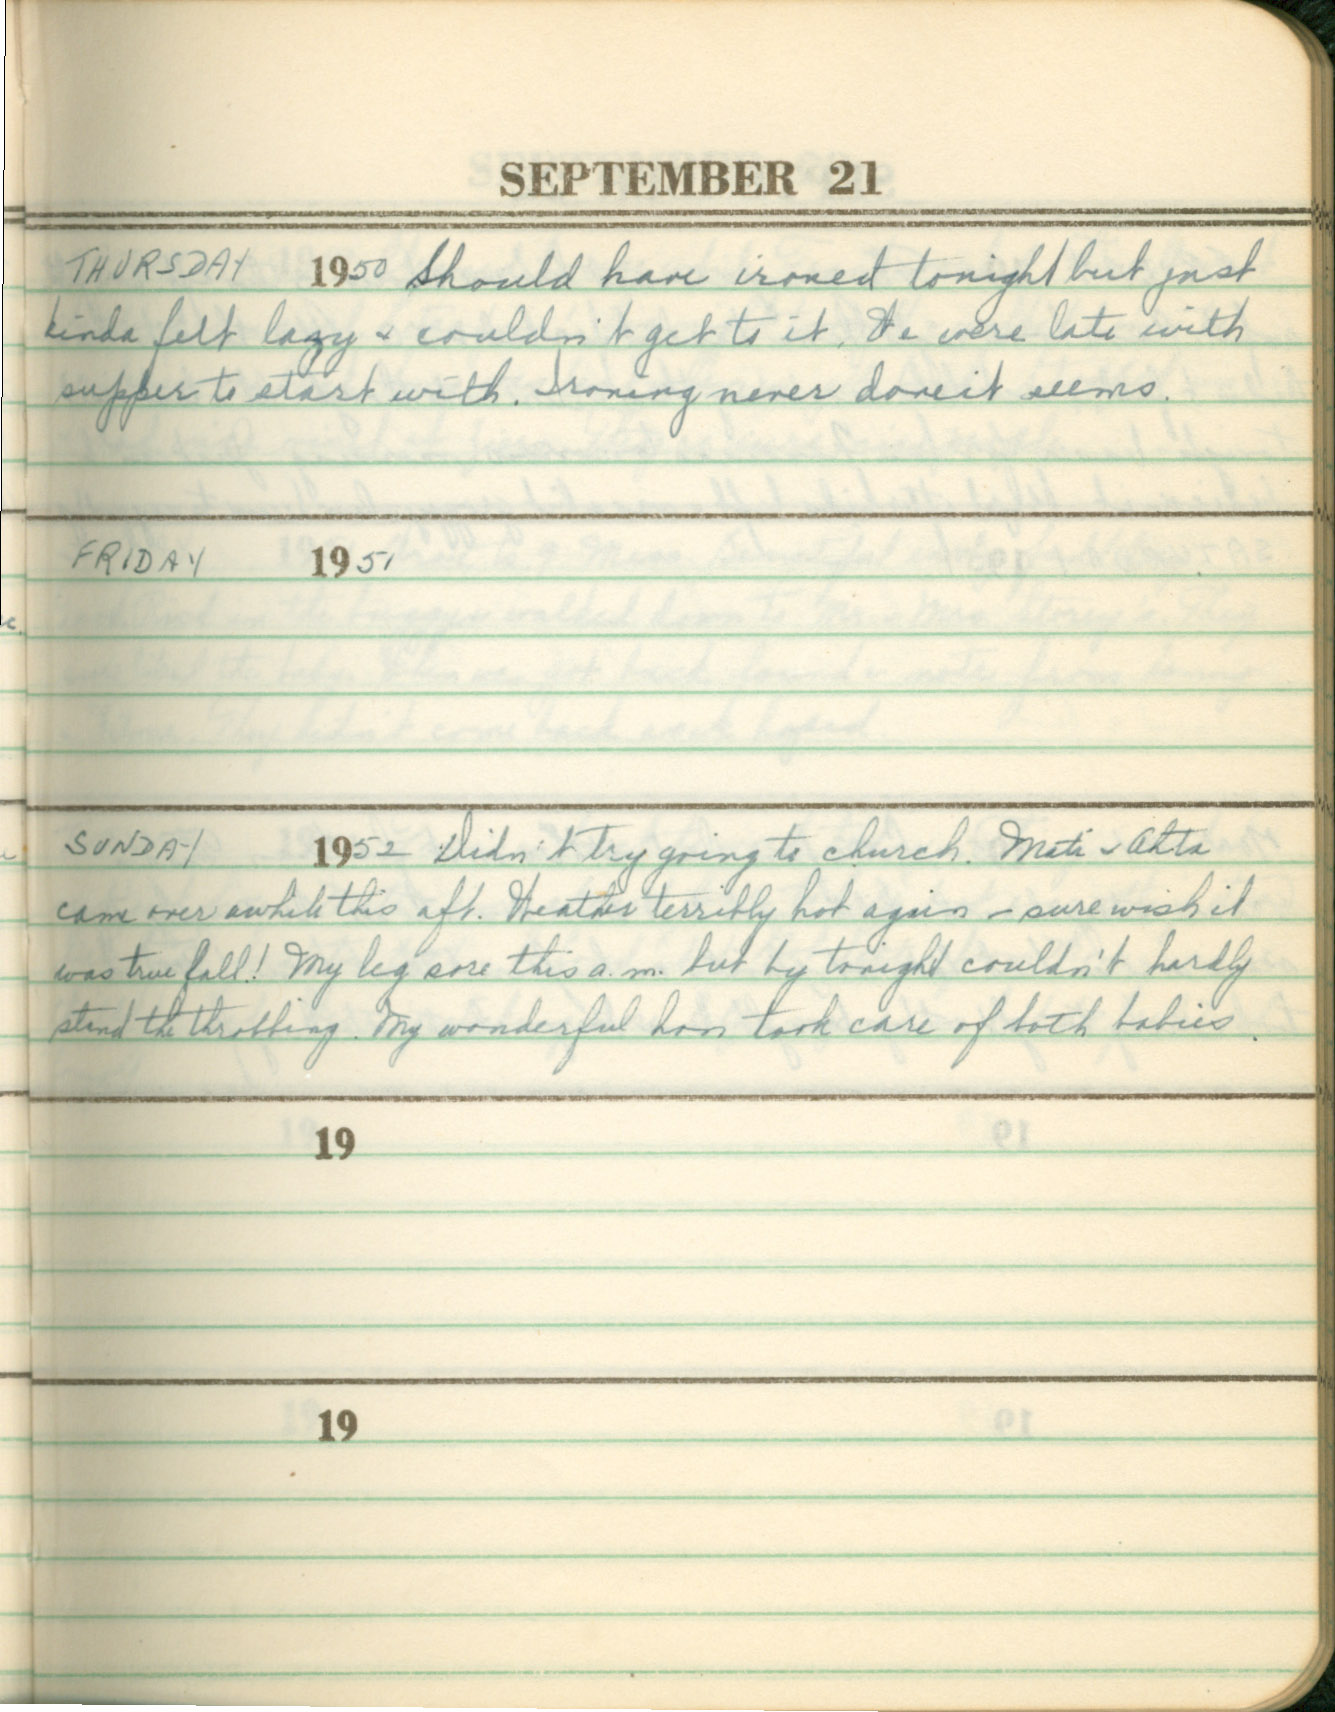 SEPTEMBER 21
THURSDAY 1950 Should have ironed tonight but just
kinda felt lazy & couldn't get to it. We were late with
supper to start with. Ironing never done it seems.
FRIDAY 1951
SUNDAY 1952 Didn't try going to church. Mati & Ahta
came over awhile this aft. Weather terribly hot again – sure wish it
was true fall! My leg sore this a.m. but by tonight couldn't hardly
stand the throbbing. My wonderful hon took care of both babies.
19
19